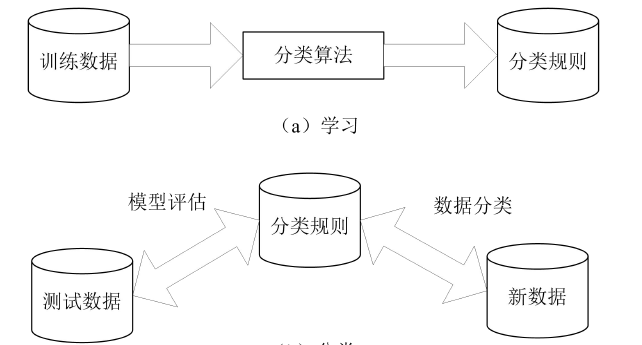 训练数据
分类算法
分类规则
（a）学习
模型评估
数据分类
分类规则
测试数据
新数据